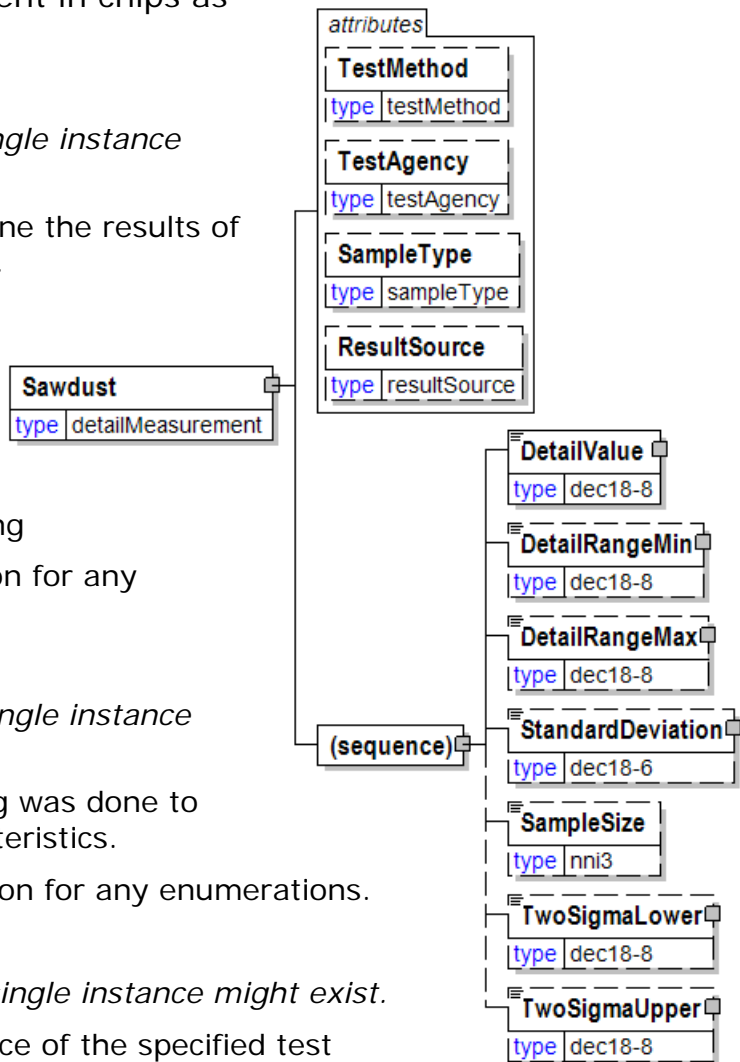 ent in chips as
ngle instance
ne the results of
ng
on for any
ngle instance
g was done to
teristics.
on for any enumerations.
single instance might exist.
ce of the specified test
attributes
TestMethod
type testMethod
TestAgency
type testAgency
SampleType
type sampleType
ResultSource
type resultSource
Sawdust
type detailMeasurement
(sequence)
DetailValue
type dec18-8
DetailRangeMin
type dec18-8
DetailRangeMax
type dec18-8
StandardDeviation
type dec18-6
SampleSize
type nni3
TwoSigmaLower
type dec18-8
TwoSigmaUpper
type dec18-8